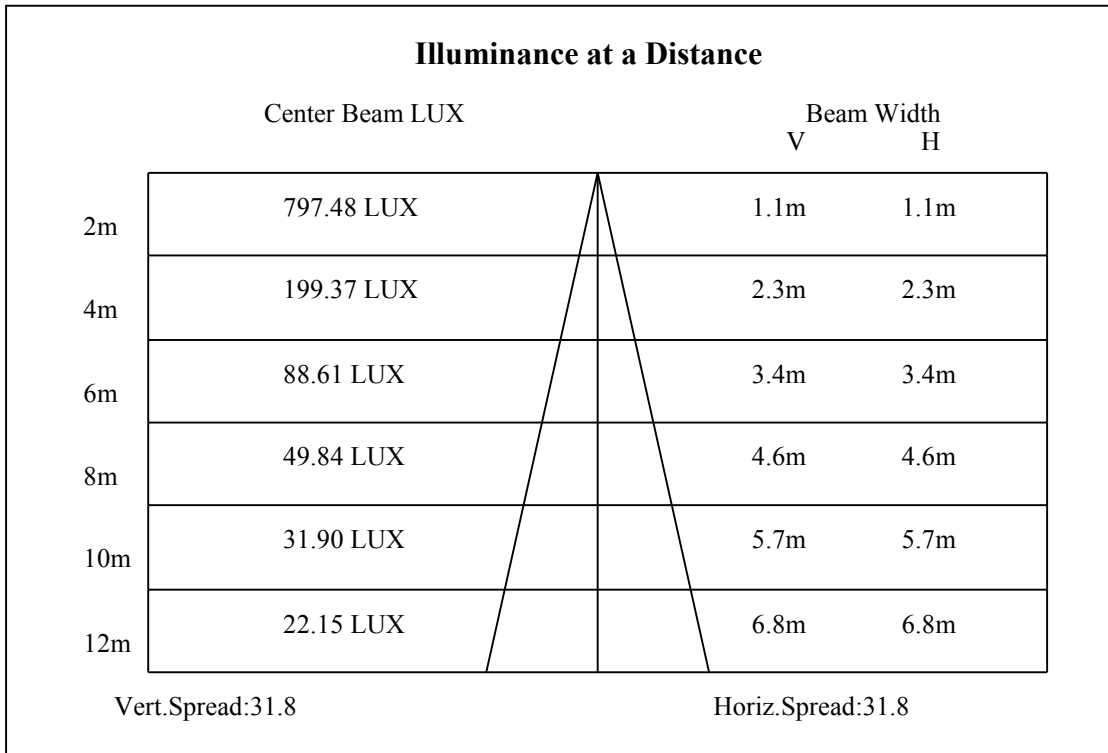 Illuminance at a Distance
Center Beam LUX Beam Width
V H
2m 797.48 LUX 1.1m 1.1m
4m 199.37 LUX 2.3m 2.3m
6m 88.61 LUX 3.4m 3.4m
8m 49.84 LUX 4.6m 4.6m
10m 31.90 LUX 5.7m 5.7m
12m 22.15 LUX 6.8m 6.8m
Vert.Spread:31.8 Horiz.Spread:31.8